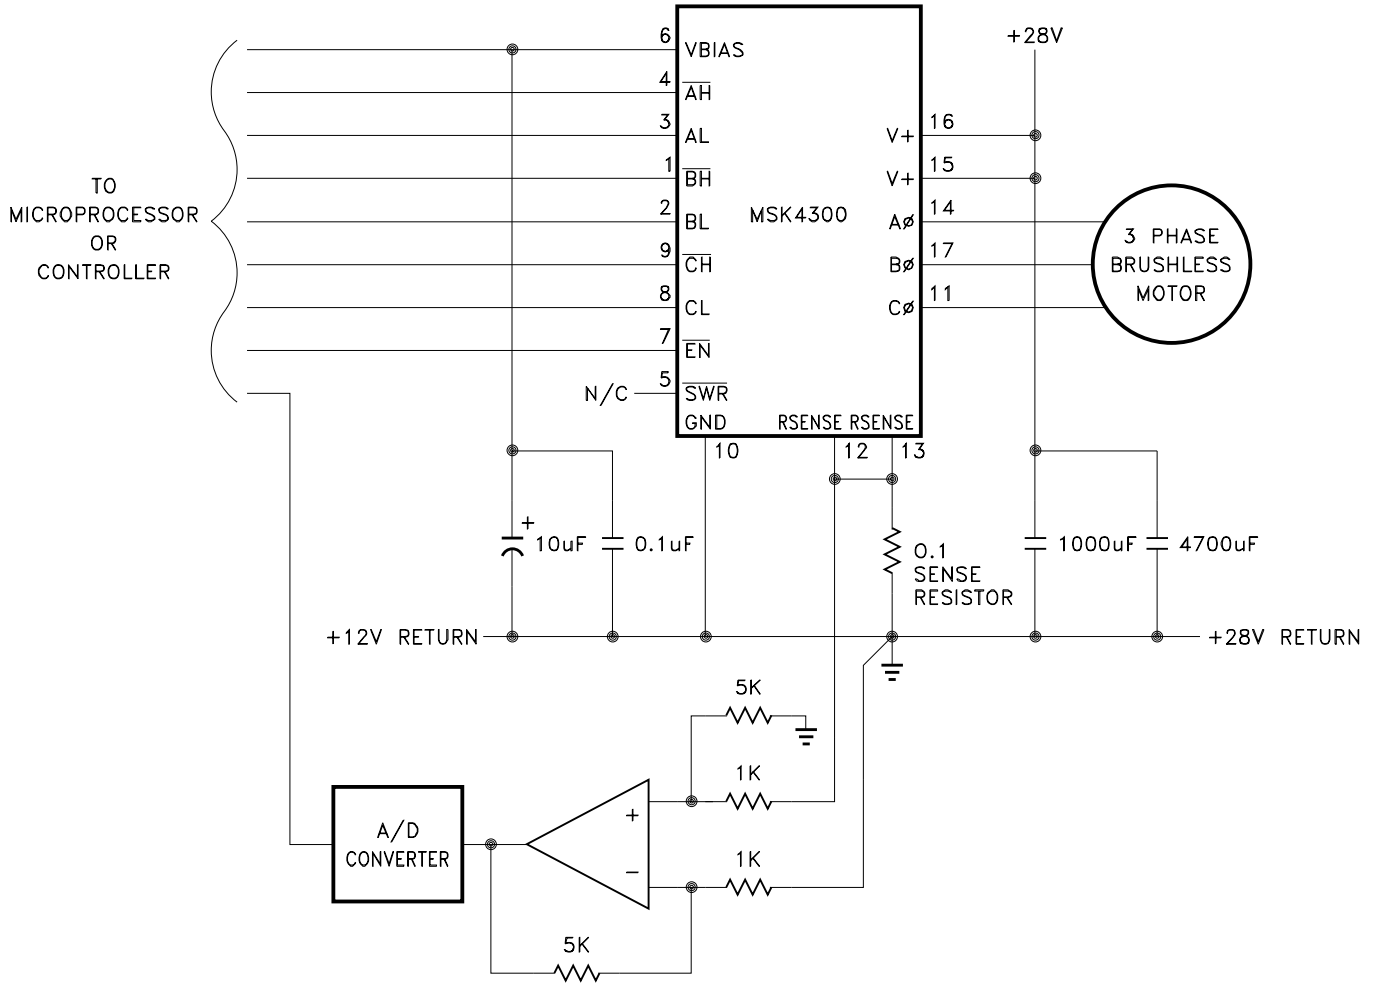 TO
MICROPROCESSOR
OR
CONTROLLER
6
4
3
1
2
9
8
7
5
N/C
VBIAS
AH
AL
BH
BL
CH
CL
EN
SWR
GND
RSENSE RSENSE
MSK4300
V+
V+
AØ
BØ
CØ
16
15
14
17
11
10
12
13
+28V
3 PHASE
BRUSHLESS
MOTOR
+
10uF
0.1uF
0.1
SENSE
RESISTOR
1000uF
4700uF
+12V RETURN
+28V RETURN
5K
1K
+
1K
−
5K
A/D
CONVERTER